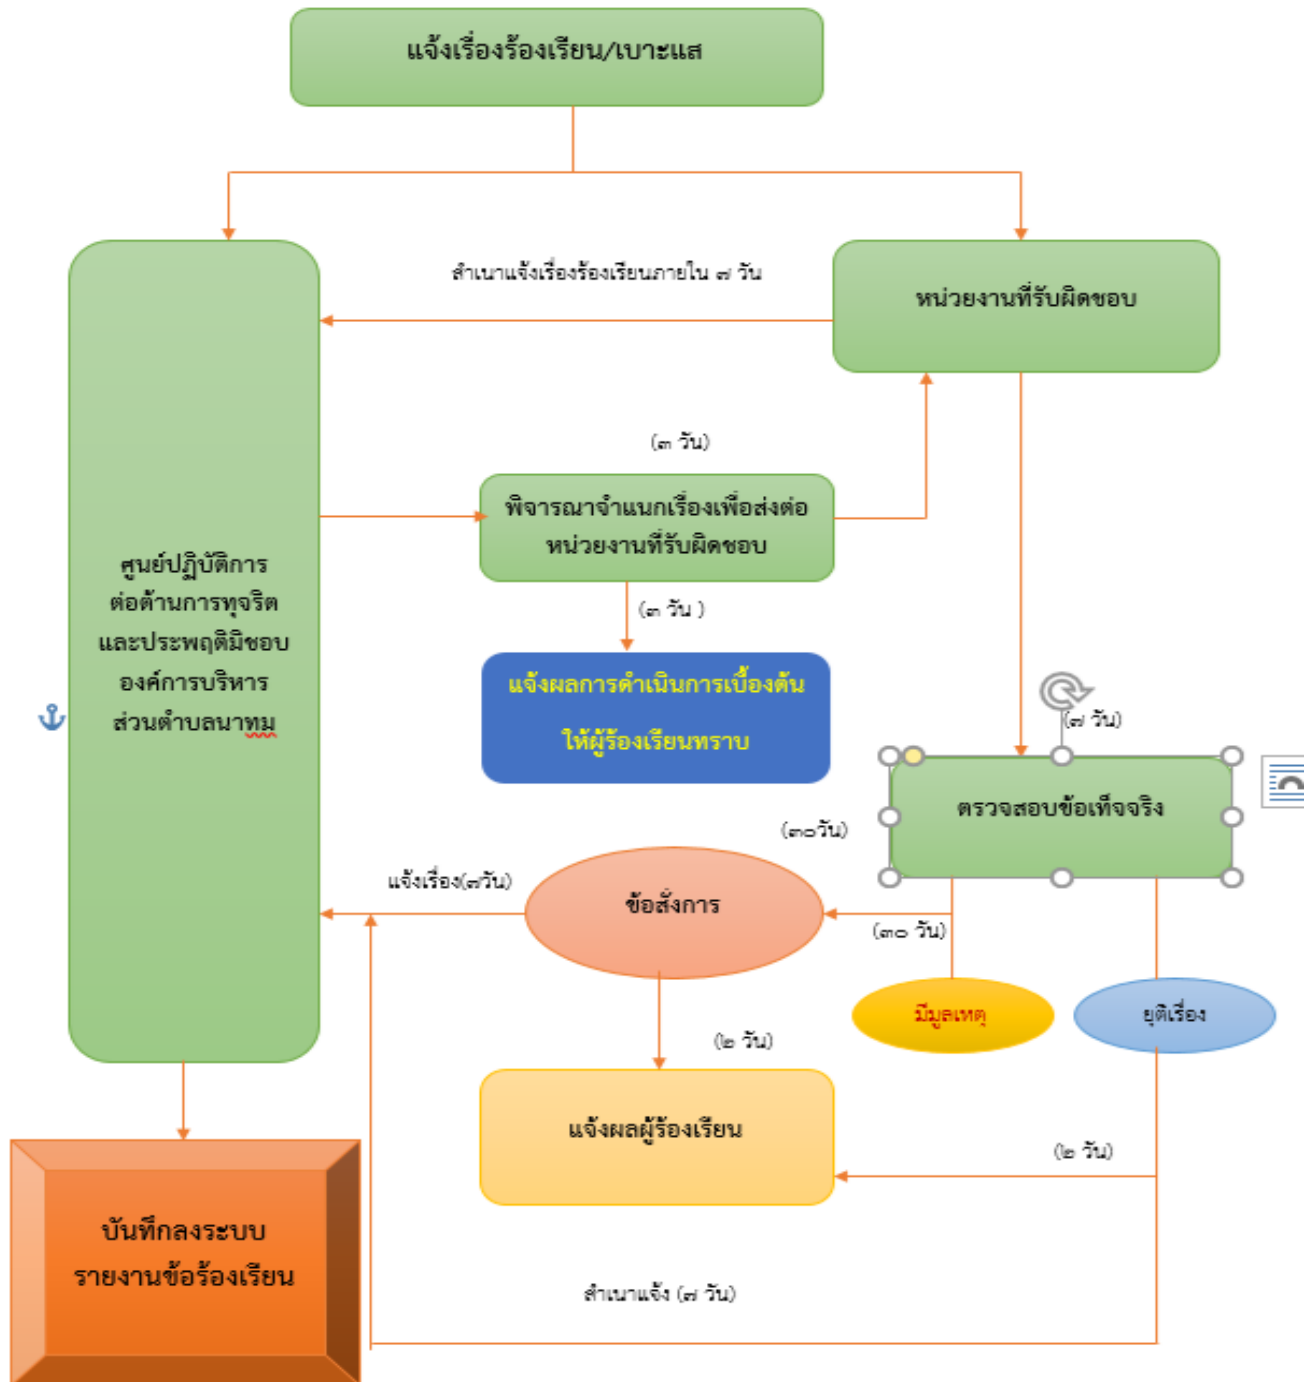 แจ้งเรื่องร้องเรียน/เบาะแส
สำเนาแจ้งเรื่องร้องเรียนภายใน ๗ วัน
หน่วยงานที่รับผิดชอบ
(๓ วัน)
พิจารณาจำแนกเรื่องเพื่อส่งต่อ
หน่วยงานที่รับผิดชอบ
ศูนย์ปฏิบัติการ
ต่อต้านการทุจริต
และประพฤติมิชอบ
องค์การบริหาร
ส่วนตำบลนาทม
(๓ วัน )
แจ้งผลการดำเนินการเบื้องต้น
ให้ผู้ร้องเรียนทราบ
(๗ วัน)
ตรวจสอบข้อเท็จจริง
(๓๐วัน)
แจ้งเรื่อง(๗วัน)
ข้อสั่งการ
(๓๐ วัน)
มีมูลเหตุ
ยุติเรื่อง
(๒ วัน)
แจ้งผลผู้ร้องเรียน
(๒ วัน)
บันทึกลงระบบ
รายงานข้อร้องเรียน
สำเนาแจ้ง (๗ วัน)